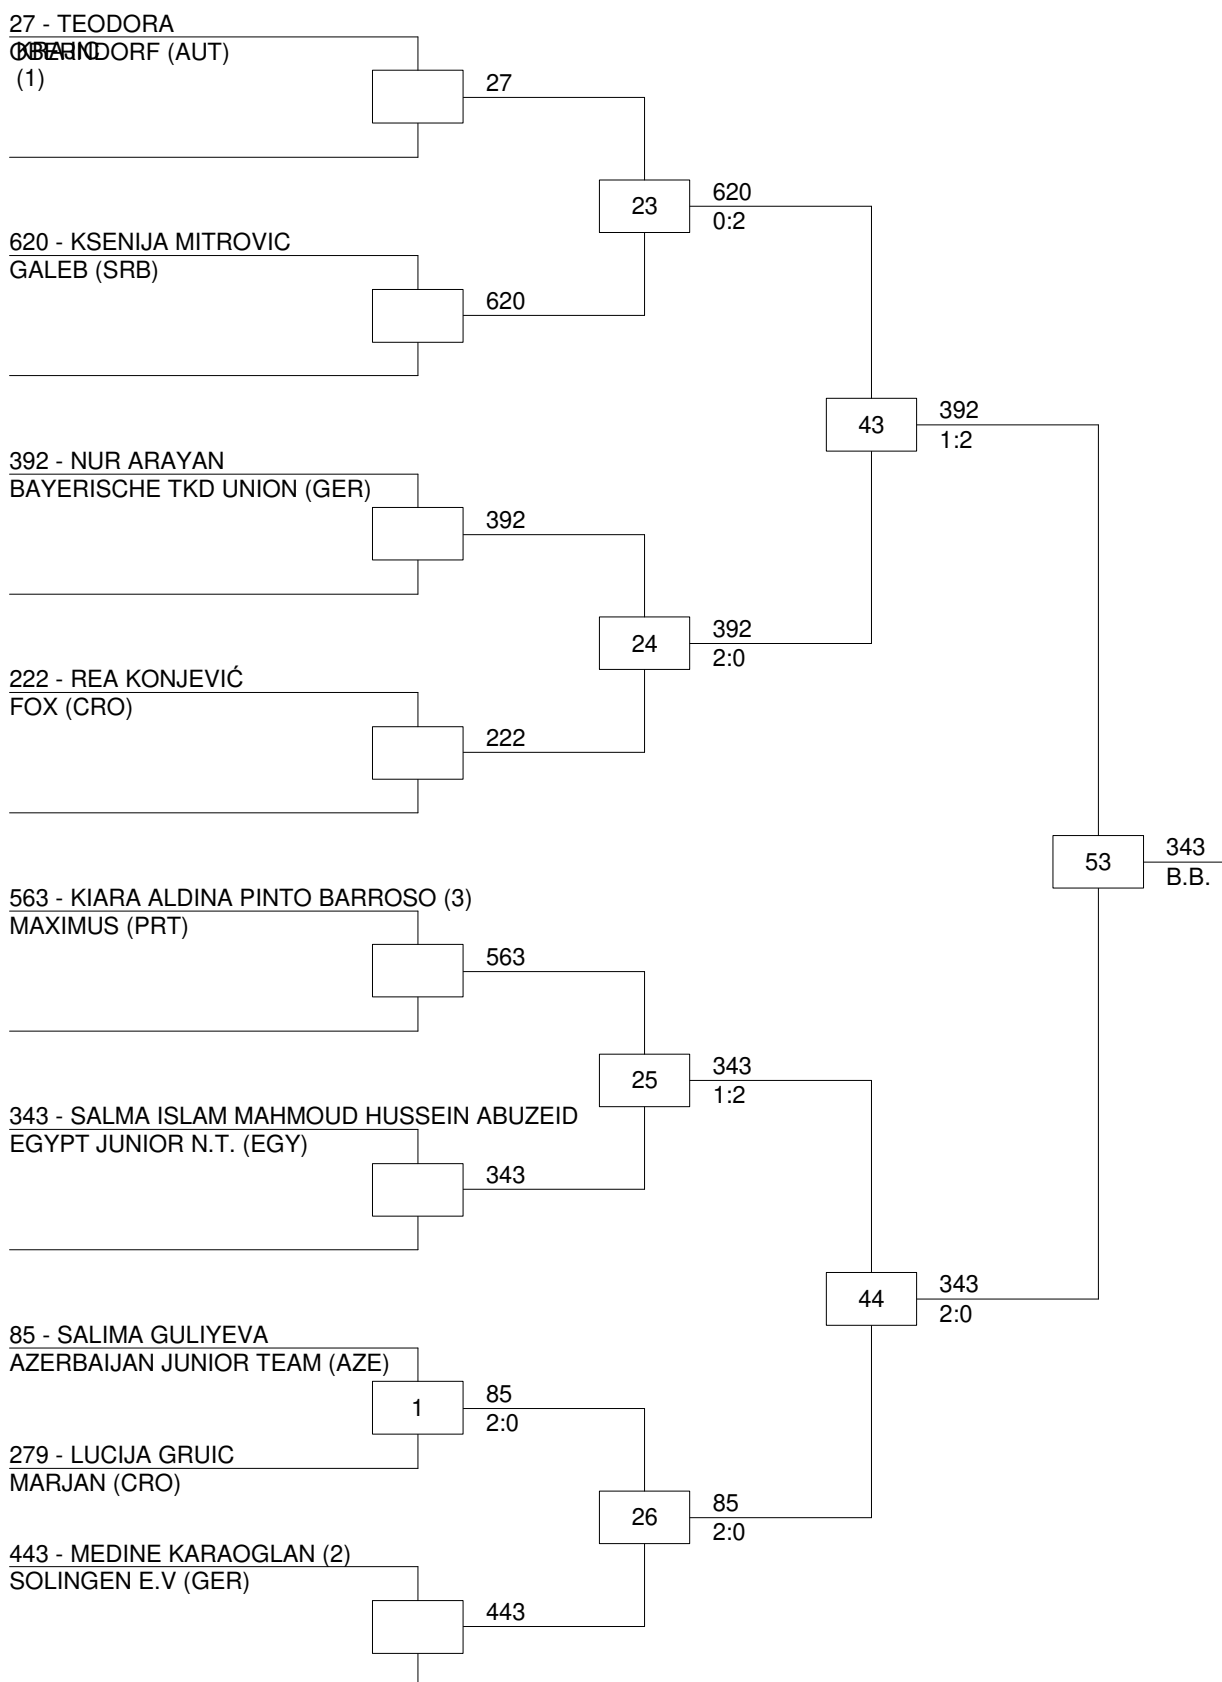 27 - TEODORA
KRAJNC
OBERNDORF (AUT)
(1)
27
23
620
0:2
620 - KSENIJA MITROVIC
GALEB (SRB)
620
43
392
1:2
392 - NUR ARAYAN
BAYERISCHE TKD UNION (GER)
392
24
392
2:0
222 - REA KONJEVIĆ
FOX (CRO)
222
53
343
B.B.
563 - KIARA ALDINA PINTO BARROSO (3)
MAXIMUS (PRT)
563
25
343
1:2
343 - SALMA ISLAM MAHMOUD HUSSEIN ABUZEID
EGYPT JUNIOR N.T. (EGY)
343
44
343
2:0
85 - SALIMA GULIYEVA
AZERBAIJAN JUNIOR TEAM (AZE)
1
85
2:0
279 - LUCIJA GRUIC
MARJAN (CRO)
26
85
2:0
443 - MEDINE KARAOGLAN (2)
SOLINGEN E.V (GER)
443